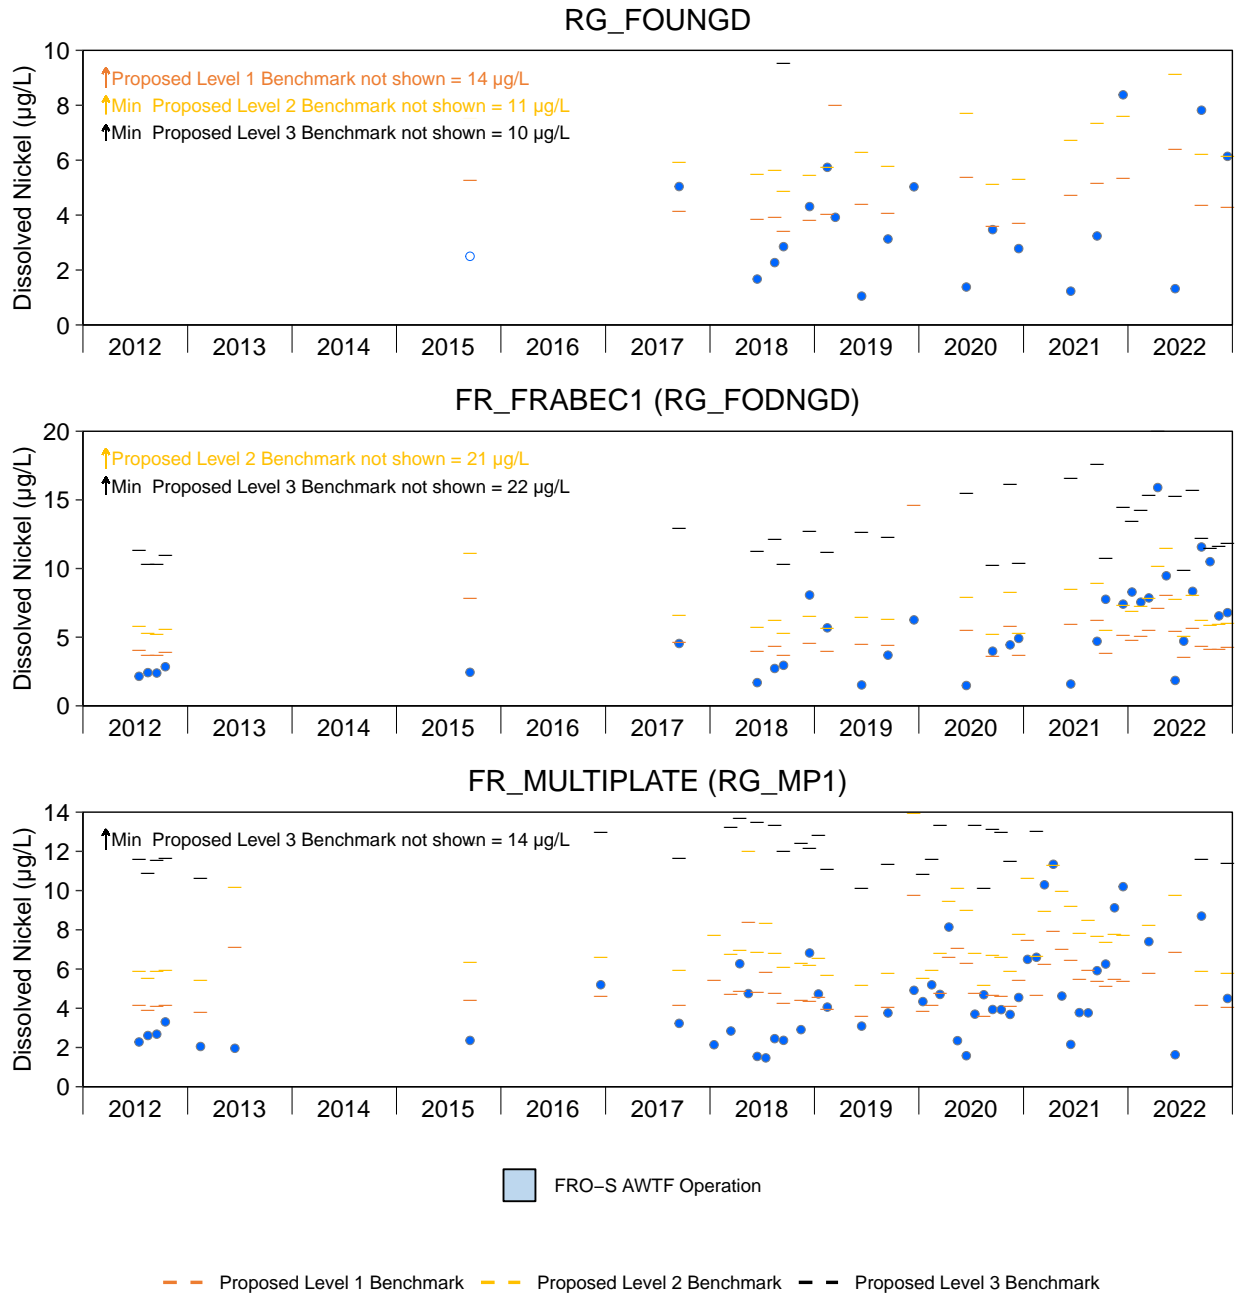 RG_FOUNGD
Dissolved Nickel (µg/L)
10
8
6
4
2
0
Proposed Level 1 Benchmark not shown = 14 µg/L
Min Proposed Level 2 Benchmark not shown = 11 µg/L
Min Proposed Level 3 Benchmark not shown = 10 µg/L
2012 2013 2014 2015 2016 2017 2018 2019 2020 2021 2022
FR_FRABEC1 (RG_FODNGD)
Dissolved Nickel (µg/L)
20
15
10
5
0
Proposed Level 2 Benchmark not shown = 21 µg/L
Min Proposed Level 3 Benchmark not shown = 22 µg/L
2012 2013 2014 2015 2016 2017 2018 2019 2020 2021 2022
FR_MULTIPLATE (RG_MP1)
Dissolved Nickel (µg/L)
14
12
10
8
6
4
2
0
Min Proposed Level 3 Benchmark not shown = 14 µg/L
2012 2013 2014 2015 2016 2017 2018 2019 2020 2021 2022
FRO−S AWTF Operation
Proposed Level 1 Benchmark Proposed Level 2 Benchmark Proposed Level 3 Benchmark